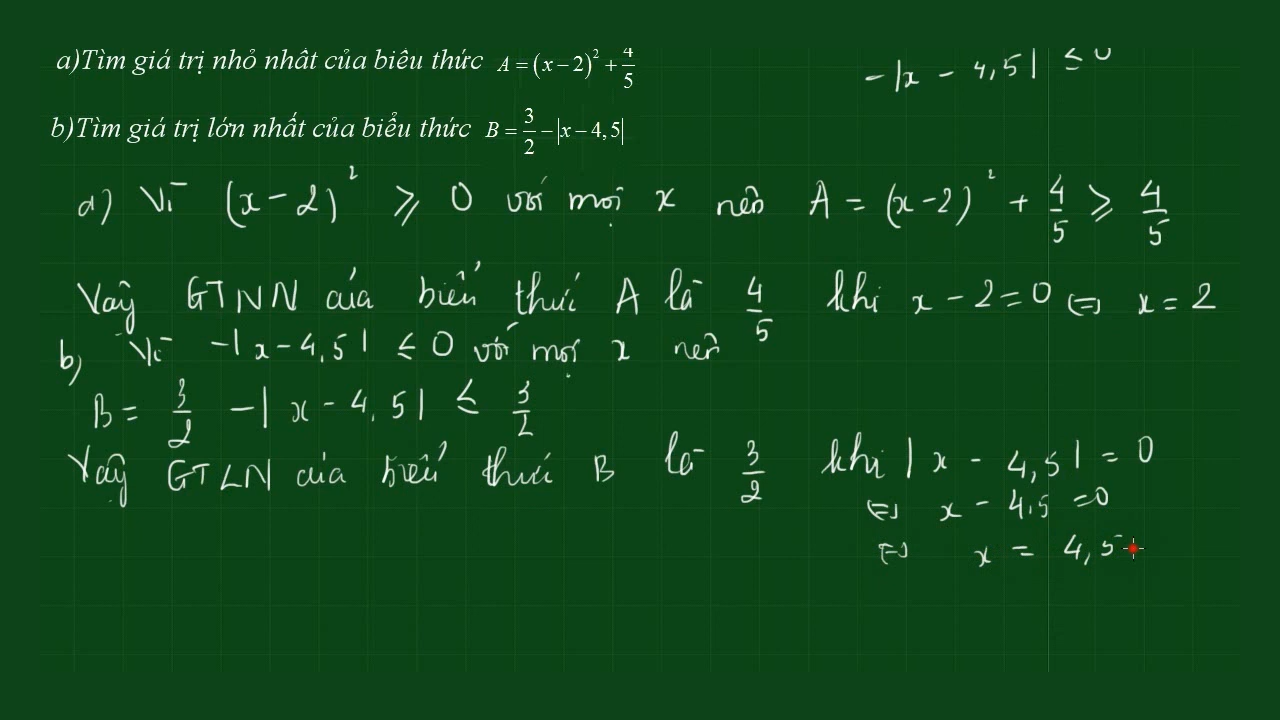 a)Tìm giá trị nhỏ nhất của biểu thức A = (x−2)² + 4/5
−|x − 4,5| ≤ 0
b)Tìm giá trị lớn nhất của biểu thức B = 3/2 − |x−4,5|
a) Vì (x−2)² ≥ 0 với mọi x nên A = (x−2)² + 4/5 ≥ 4/5
Vậy GTNN của biểu thức A là 4/5 khi x − 2 = 0 ⇔ x = 2
b) Vì −|x − 4,5| ≤ 0 với mọi x nên
B = 3/2 − |x − 4,5| ≤ 3/2
Vậy GTLN của biểu thức B là 3/2 khi |x − 4,5| = 0
⇔ x − 4,5 = 0
⇔ x = 4,5